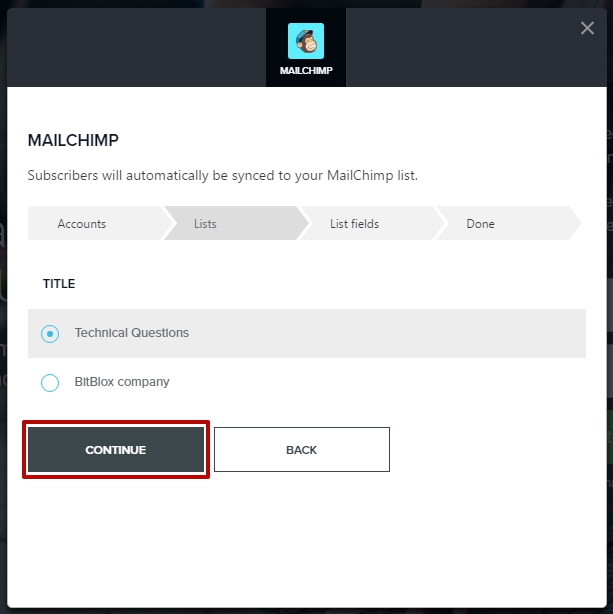 MAILCHIMP
MAILCHIMP
Subscribers will automatically be synced to your MailChimp list.
Accounts
Lists
List fields
Done
TITLE
Technical Questions
BitBlox company
CONTINUE
BACK